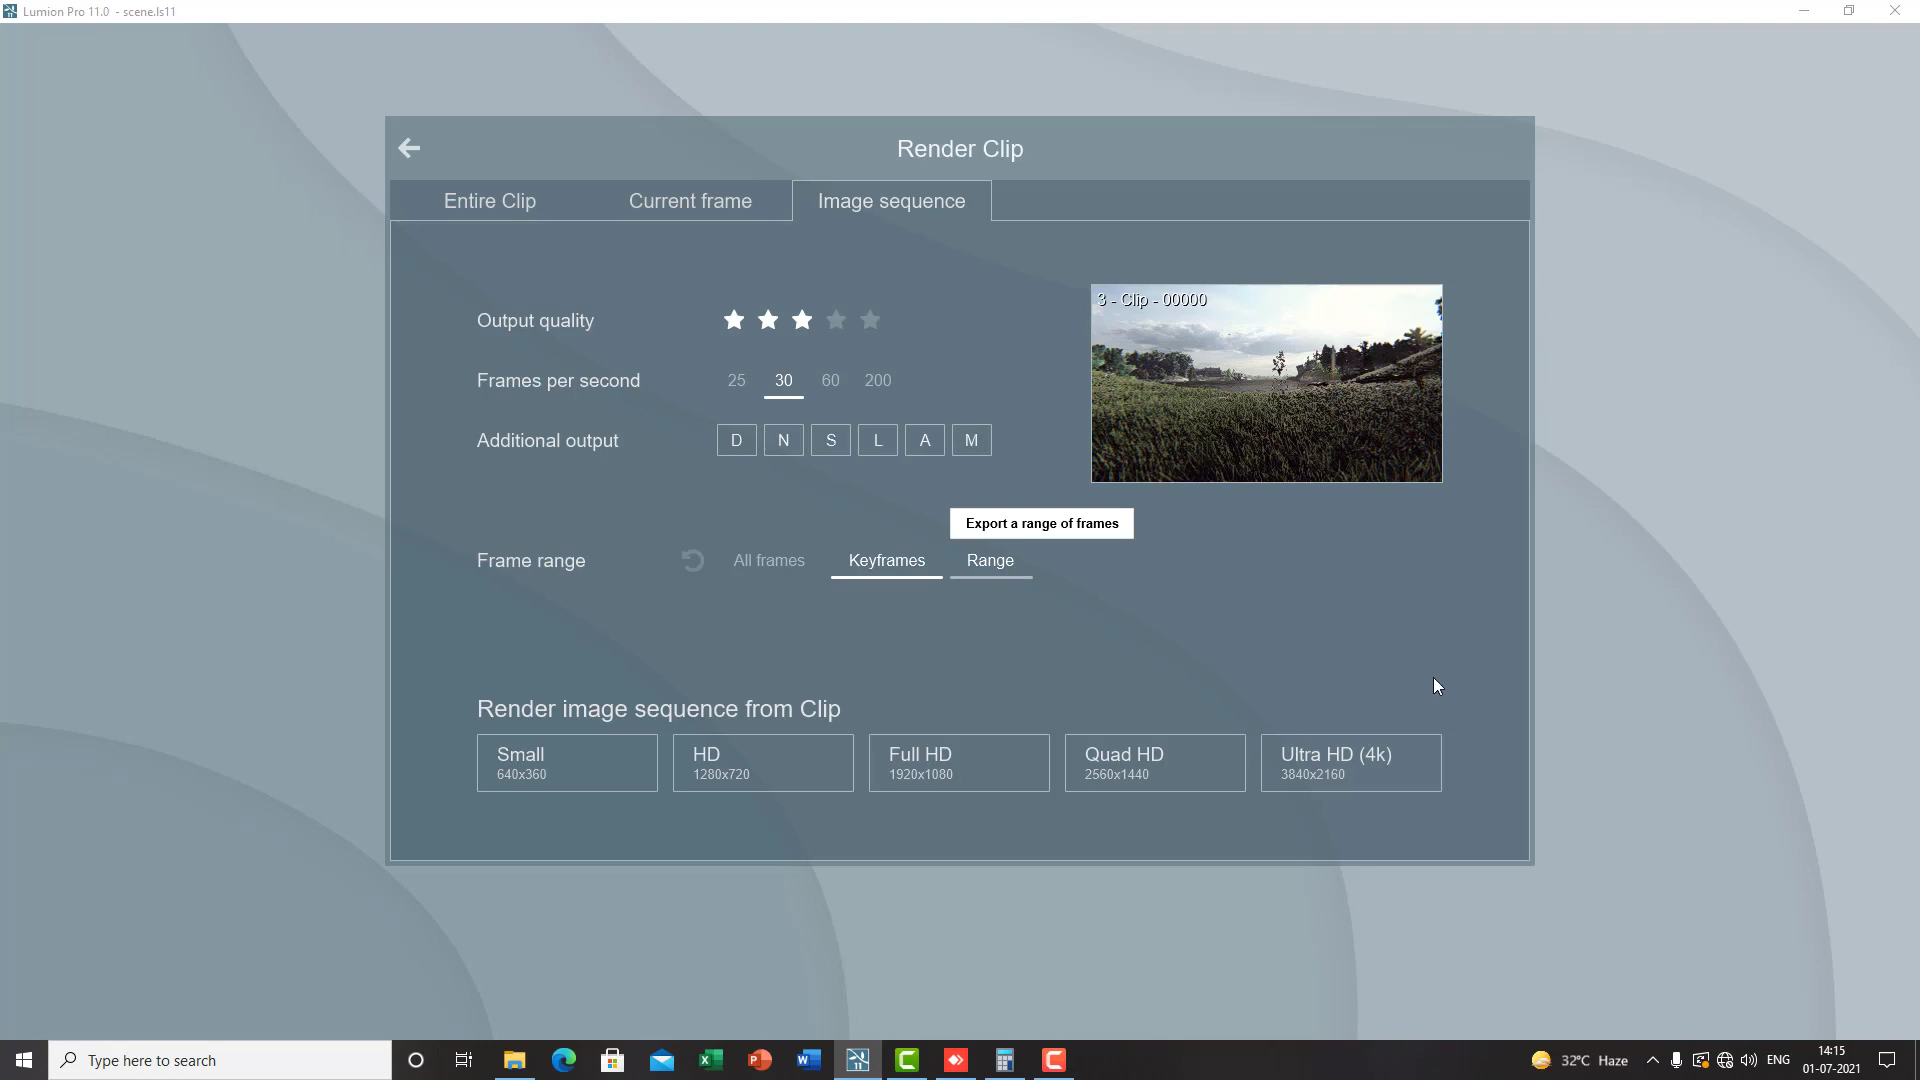 Lumion Pro 11.0 - scene.ls11
Render Clip
Entire Clip Current frame Image sequence
3 - Clip - 00000
Output quality
Frames per second 25 30 60 200
Additional output D N S L A M
Export a range of frames
Frame range All frames Keyframes Range
Render image sequence from Clip
Small HD Full HD Quad HD Ultra HD (4k)
640x360 1280x720 1920x1080 2560x1440 3840x2160
Type here to search
32°C Haze
ENG
14:15
01-07-2021